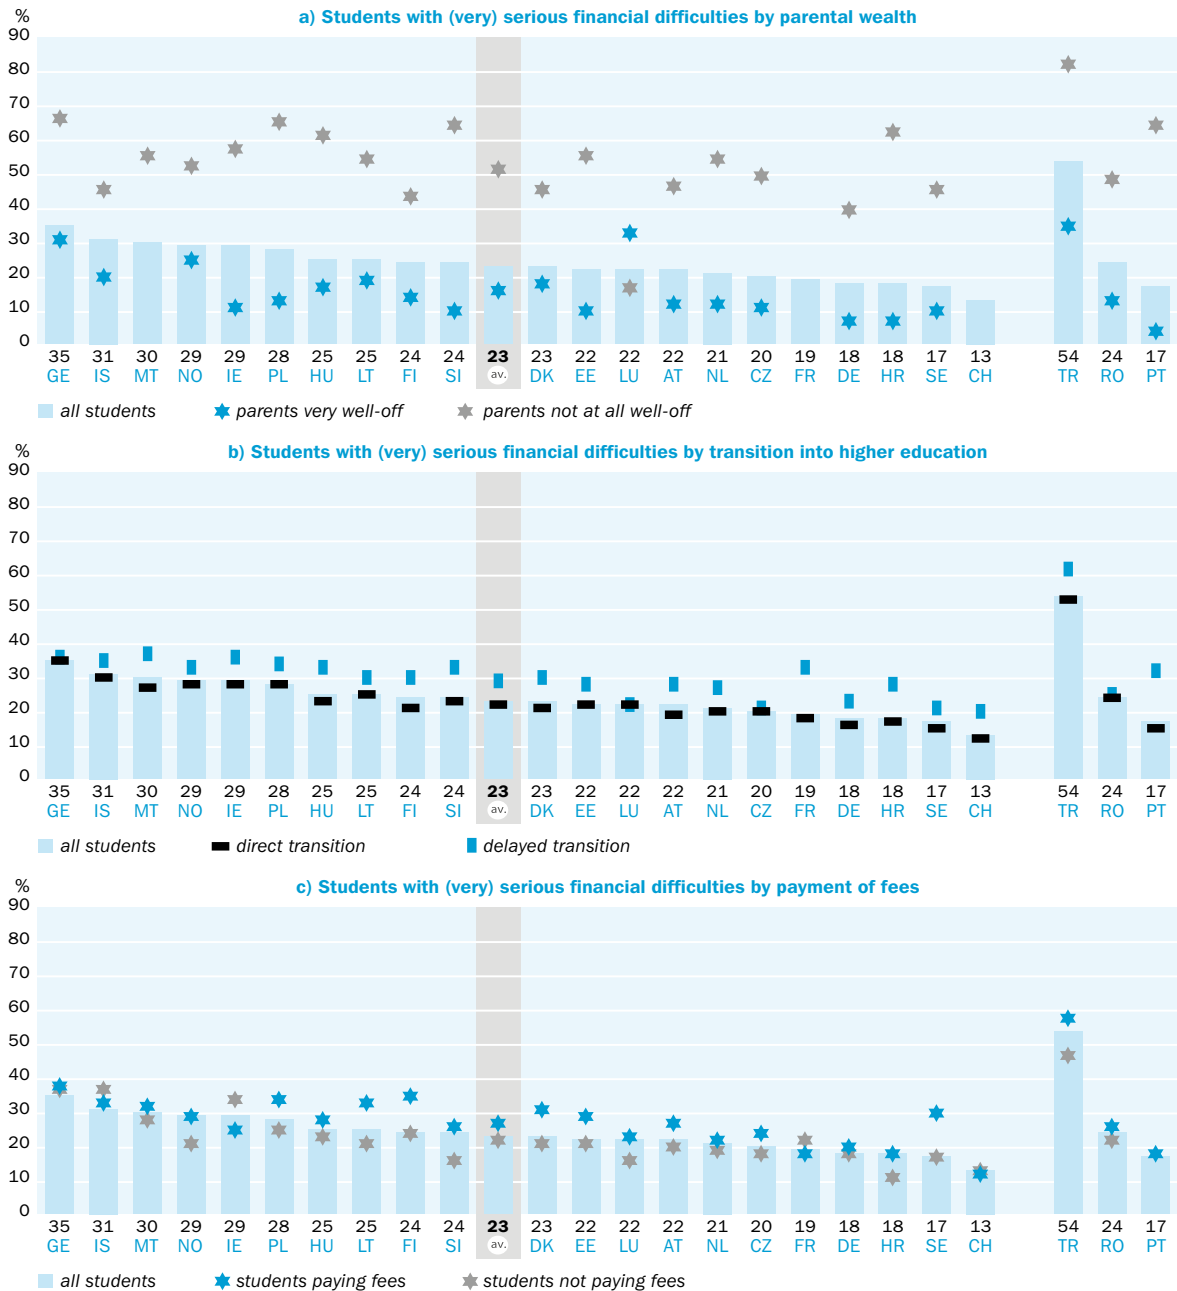 a) Students with (very) serious financial difficulties by parental wealth
%
90
80
70
60
50
40
30
20
10
0
35 31 30 29 29 28 25 25 24 24 23 23 22 22 22 21 20 19 18 18 17 13 54 24 17
GE IS MT NO IE PL HU LT FI SI av. DK EE LU AT NL CZ FR DE HR SE CH TR RO PT
all students parents very well-off parents not at all well-off
b) Students with (very) serious financial difficulties by transition into higher education
%
90
80
70
60
50
40
30
20
10
0
35 31 30 29 29 28 25 25 24 24 23 23 22 22 22 21 20 19 18 18 17 13 54 24 17
GE IS MT NO IE PL HU LT FI SI av. DK EE LU AT NL CZ FR DE HR SE CH TR RO PT
all students direct transition delayed transition
c) Students with (very) serious financial difficulties by payment of fees
%
90
80
70
60
50
40
30
20
10
0
35 31 30 29 29 28 25 25 24 24 23 23 22 22 22 21 20 19 18 18 17 13 54 24 17
GE IS MT NO IE PL HU LT FI SI av. DK EE LU AT NL CZ FR DE HR SE CH TR RO PT
all students students paying fees students not paying fees